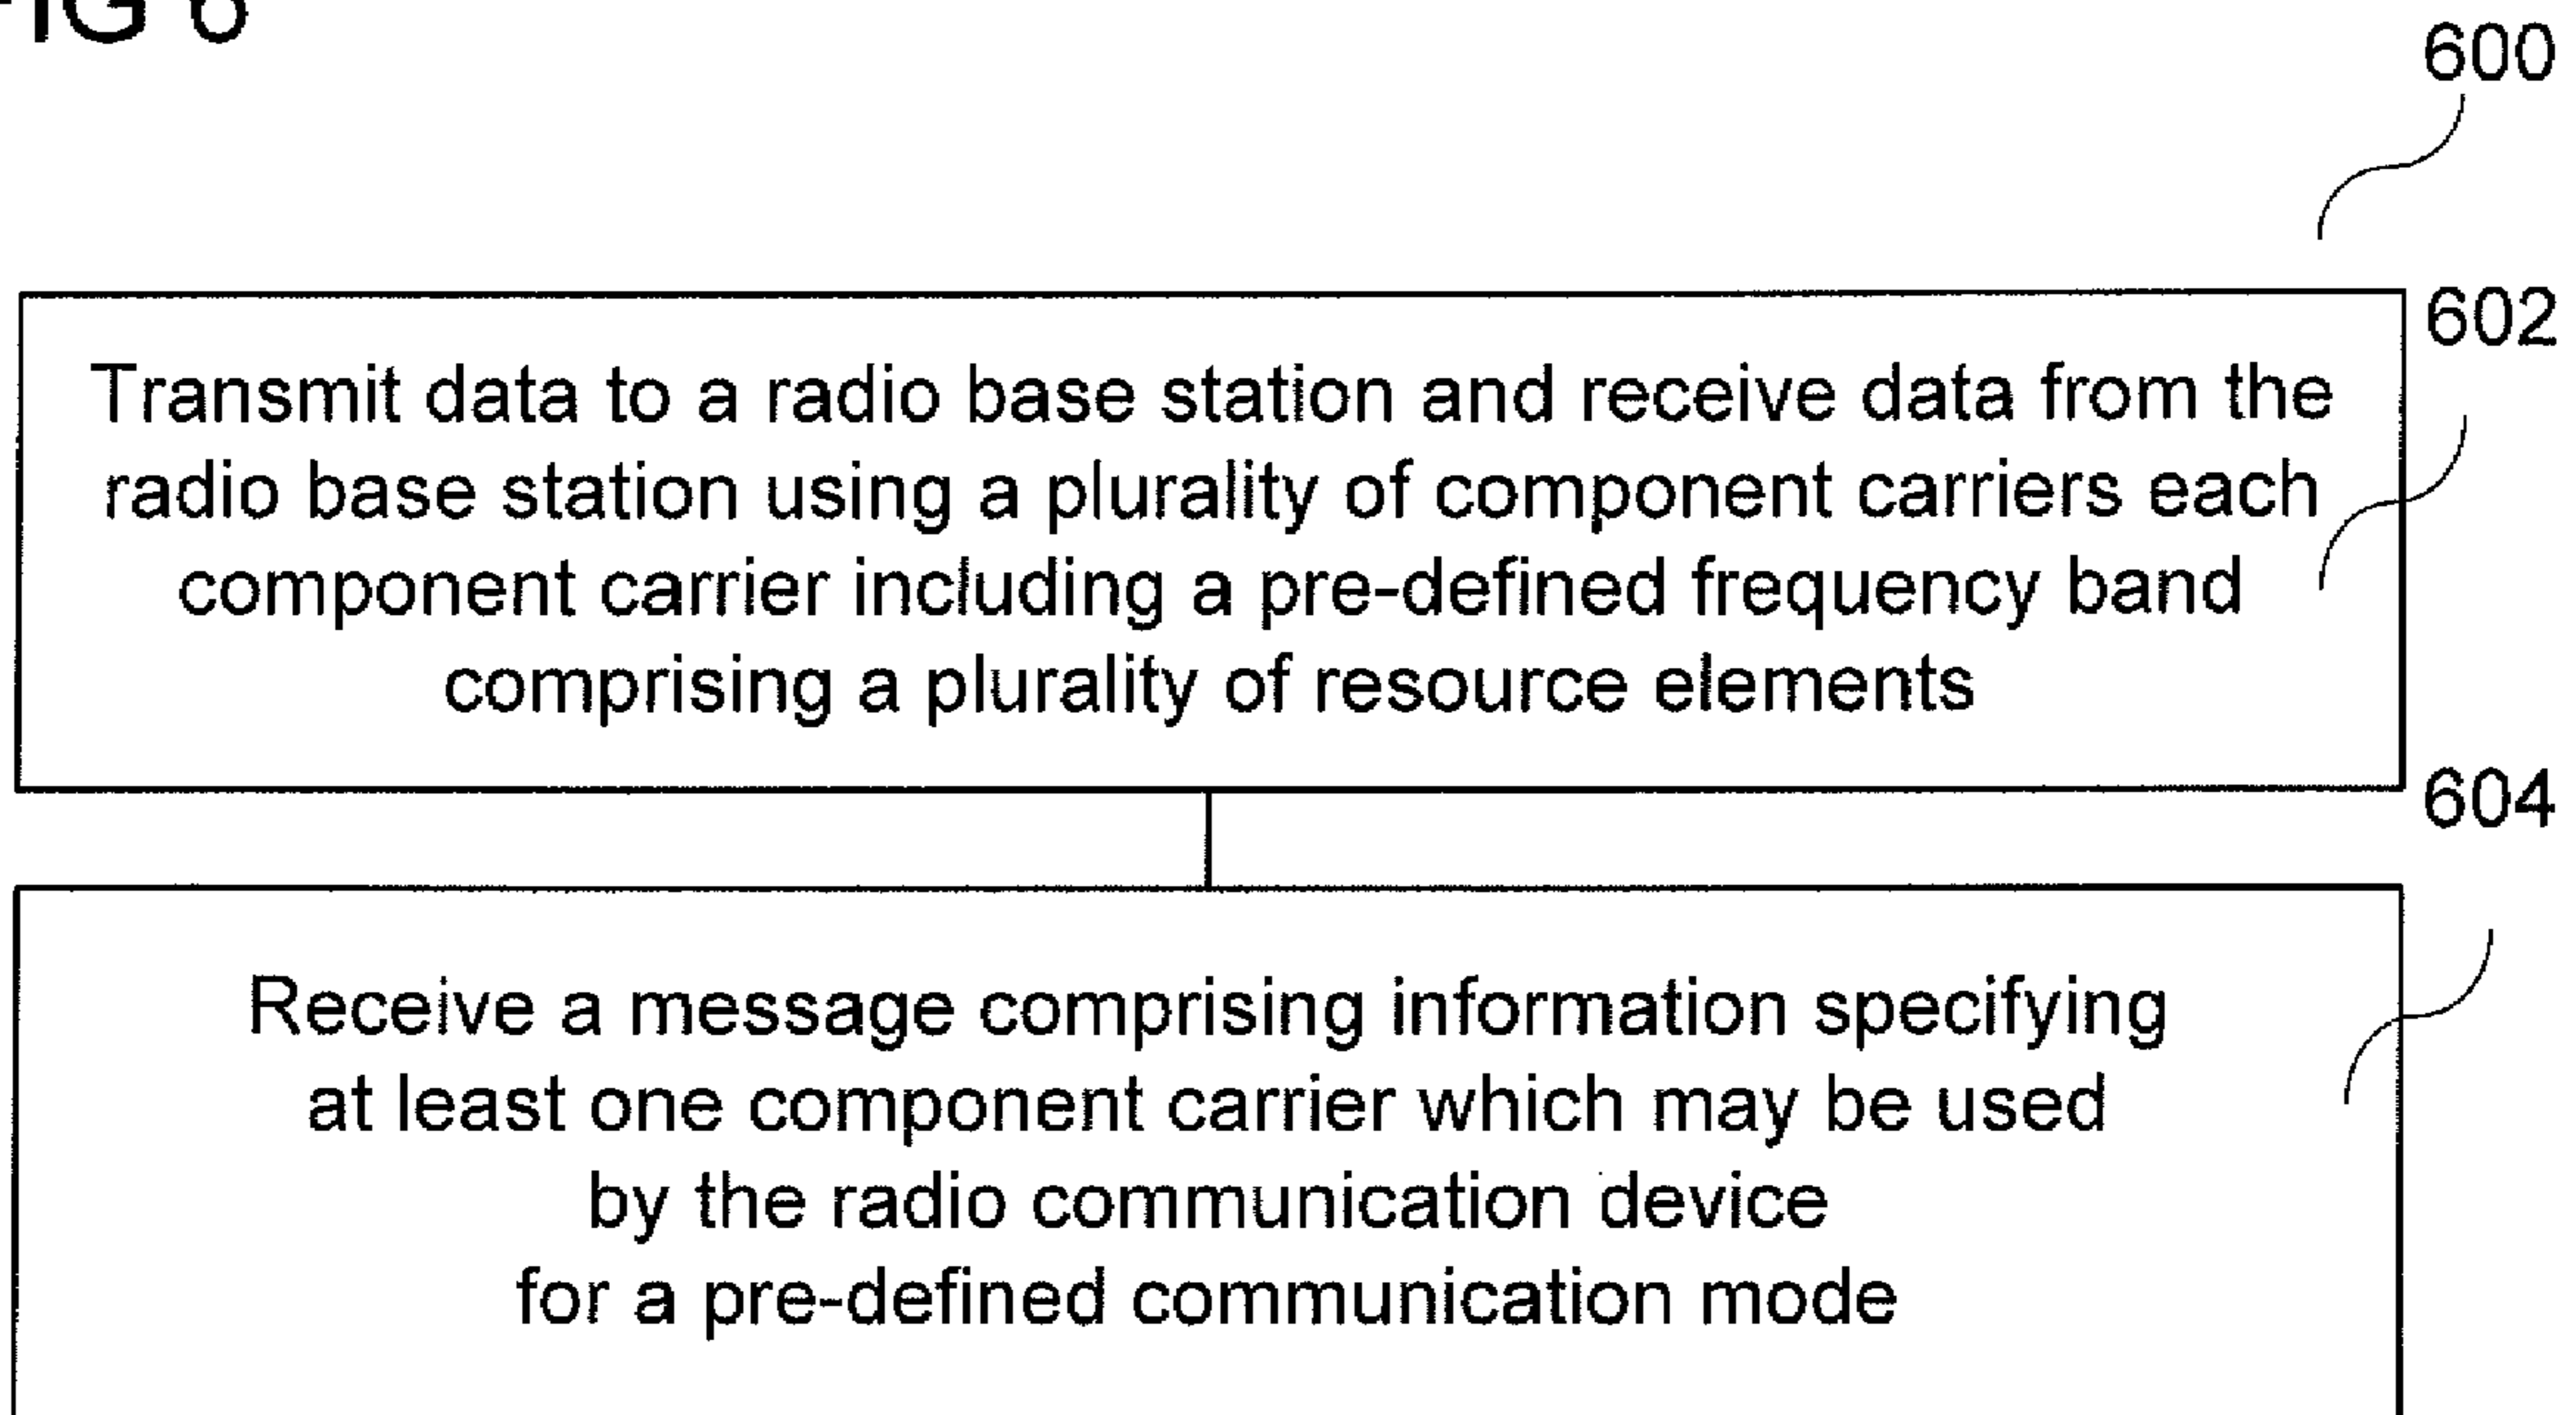 FIG 6
600
602
Transmit data to a radio base station and receive data from the
radio base station using a plurality of component carriers each
component carrier including a pre-defined frequency band
comprising a plurality of resource elements
604
Receive a message comprising information specifying
at least one component carrier which may be used
by the radio communication device
for a pre-defined communication mode